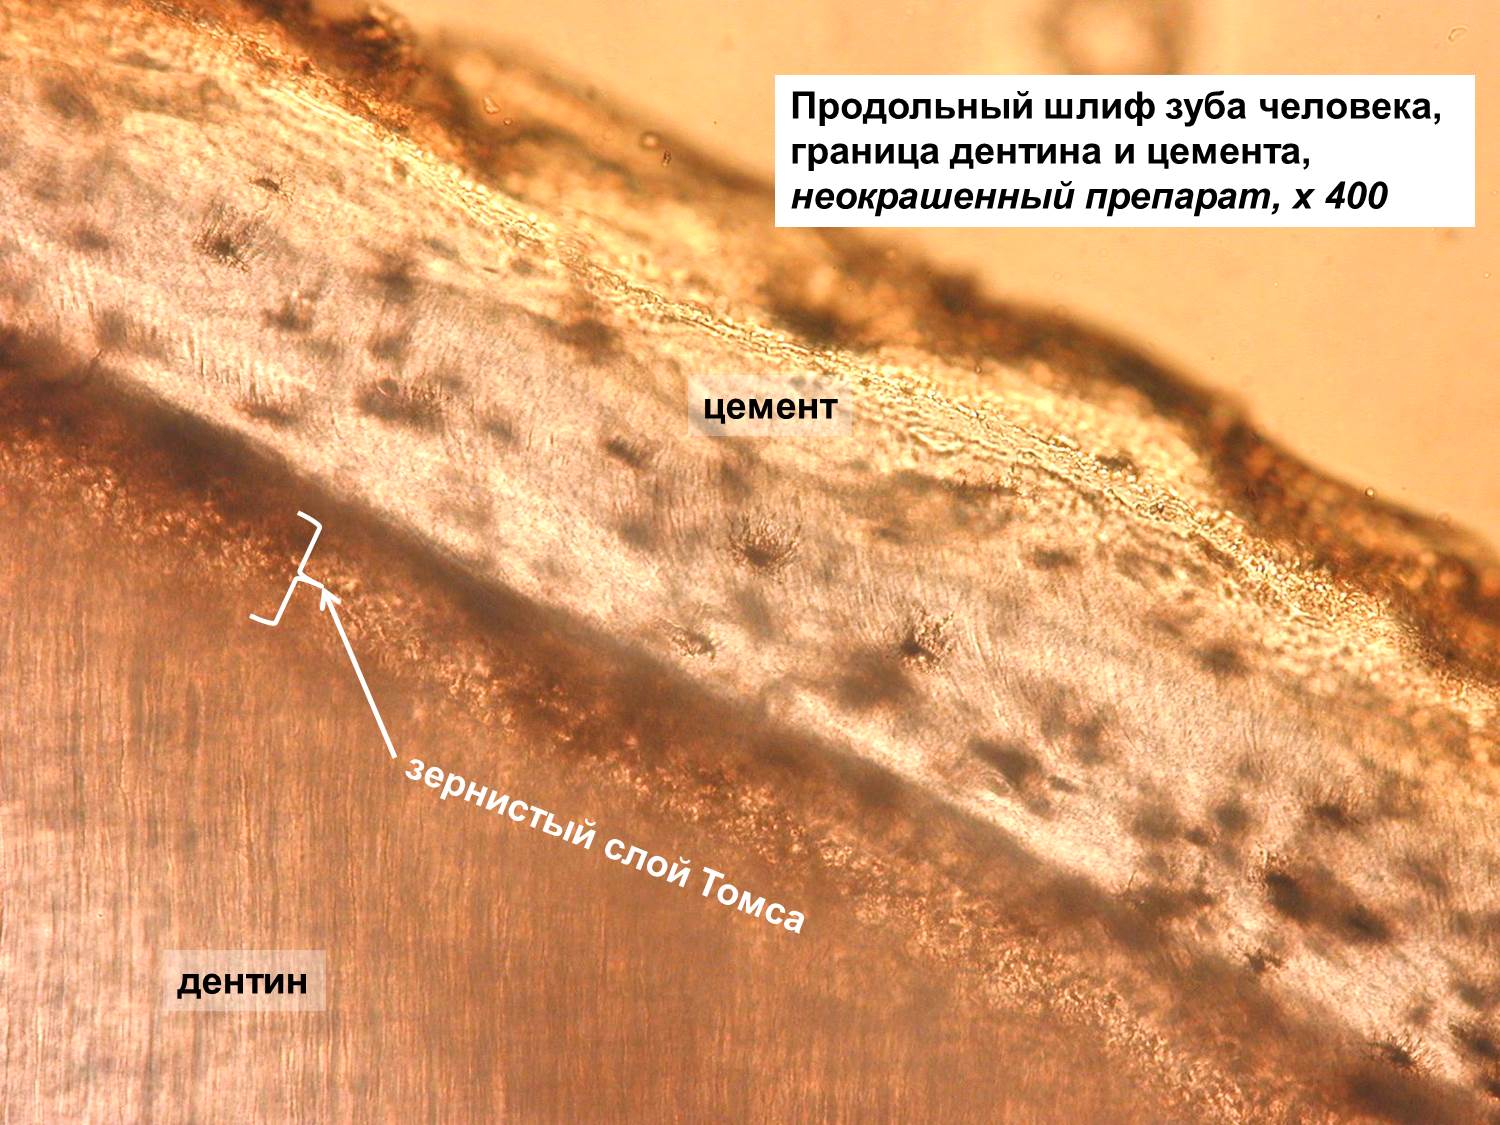 Продольный шлиф зуба человека,
граница дентина и цемента,
неокрашенный препарат, х 400
цемент
зернистый слой Томса
дентин